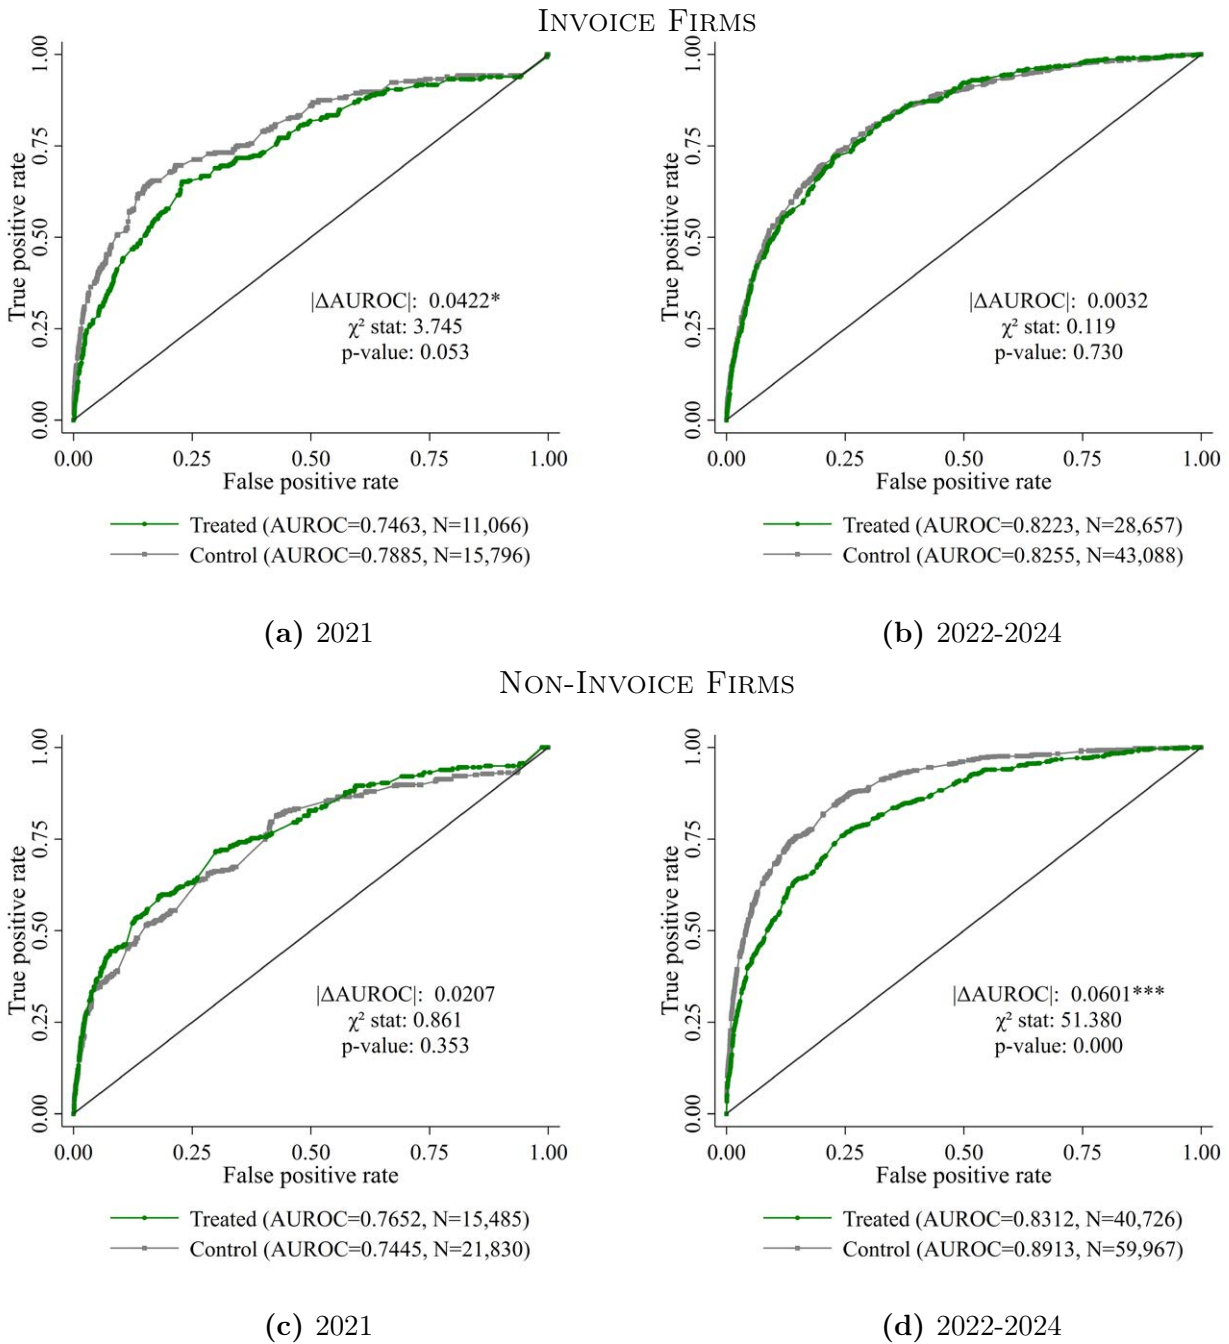 INVOICE FIRMS
True positive rate
1.00
0.75
0.50
0.25
0.00
|ΔAUROC|: 0.0422*
χ² stat: 3.745
p-value: 0.053
0.00 0.25 0.50 0.75 1.00
False positive rate
Treated (AUROC=0.7463, N=11,066)
Control (AUROC=0.7885, N=15,796)
(a) 2021
True positive rate
1.00
0.75
0.50
0.25
0.00
|ΔAUROC|: 0.0032
χ² stat: 0.119
p-value: 0.730
0.00 0.25 0.50 0.75 1.00
False positive rate
Treated (AUROC=0.8223, N=28,657)
Control (AUROC=0.8255, N=43,088)
(b) 2022-2024
NON-INVOICE FIRMS
True positive rate
1.00
0.75
0.50
0.25
0.00
|ΔAUROC|: 0.0207
χ² stat: 0.861
p-value: 0.353
0.00 0.25 0.50 0.75 1.00
False positive rate
Treated (AUROC=0.7652, N=15,485)
Control (AUROC=0.7445, N=21,830)
(c) 2021
True positive rate
1.00
0.75
0.50
0.25
0.00
|ΔAUROC|: 0.0601***
χ² stat: 51.380
p-value: 0.000
0.00 0.25 0.50 0.75 1.00
False positive rate
Treated (AUROC=0.8312, N=40,726)
Control (AUROC=0.8913, N=59,967)
(d) 2022-2024